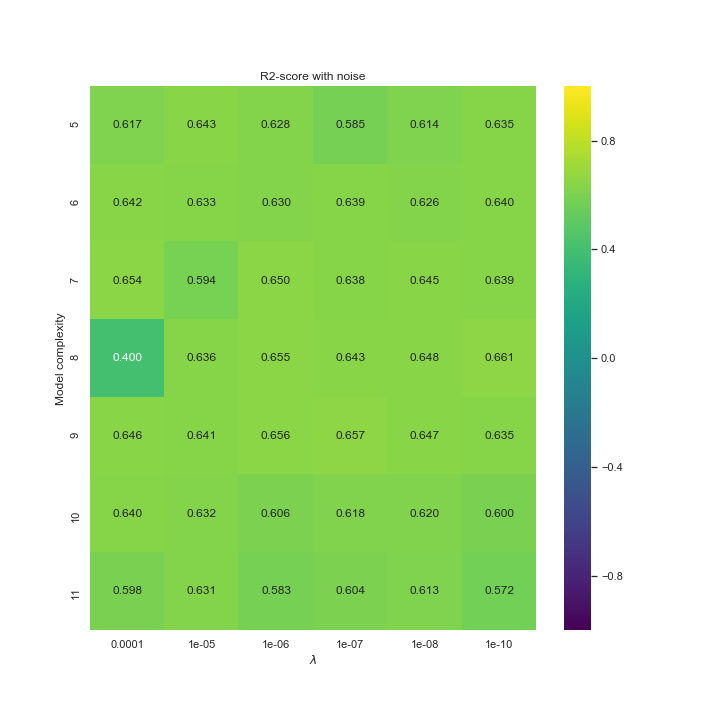 R2-score with noise
5 0.617 0.643 0.628 0.585 0.614 0.635
6 0.642 0.633 0.630 0.639 0.626 0.640
7 0.654 0.594 0.650 0.638 0.645 0.639
8 0.400 0.636 0.655 0.643 0.648 0.661
9 0.646 0.641 0.656 0.657 0.647 0.635
10 0.640 0.632 0.606 0.618 0.620 0.600
11 0.598 0.631 0.583 0.604 0.613 0.572
0.0001 1e-05 1e-06 1e-07 1e-08 1e-10
λ
Model complexity
0.8
0.4
0.0
−0.4
−0.8